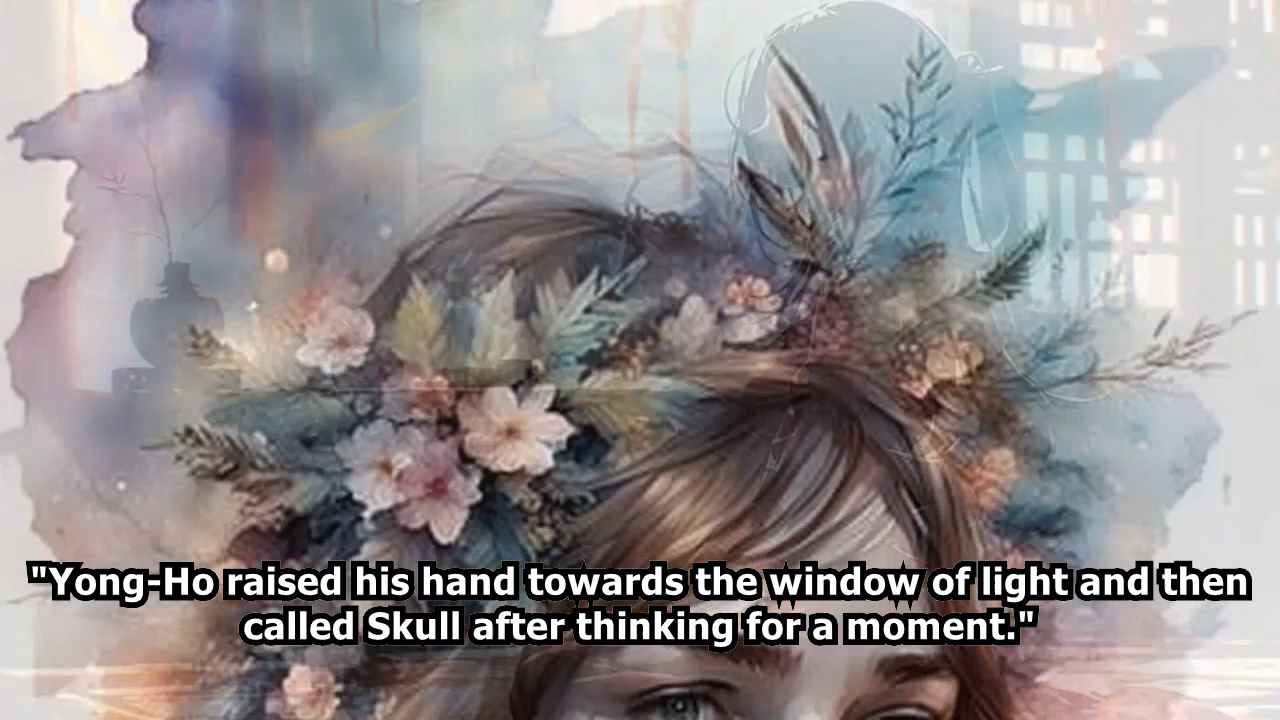 "Yong-Ho raised his hand towards the window of light and then
called Skull after thinking for a moment."